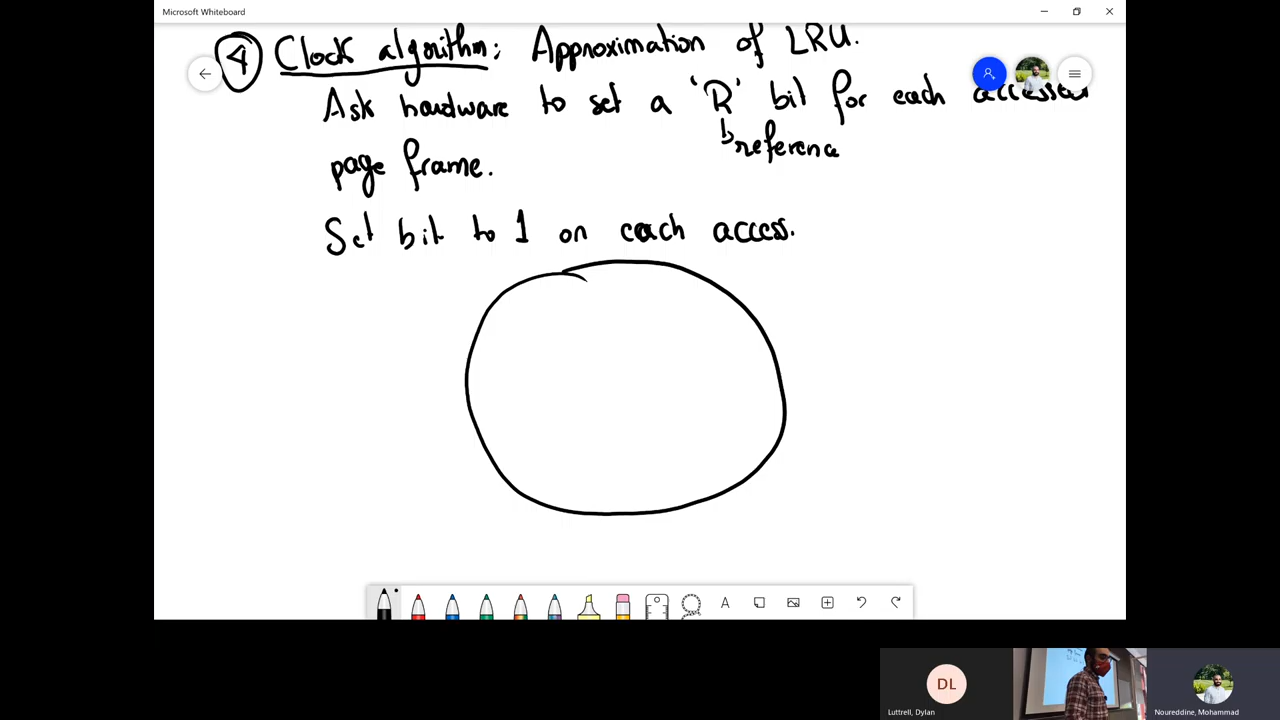 Microsoft Whiteboard
④ Clock algorithm: Approximation of LRU.
Ask hardware to set a 'R' bit for each accessed
↳ reference
page frame.
Set bit to 1 on each access.
A
DL
Luttrell, Dylan
Noureddine, Mohammad